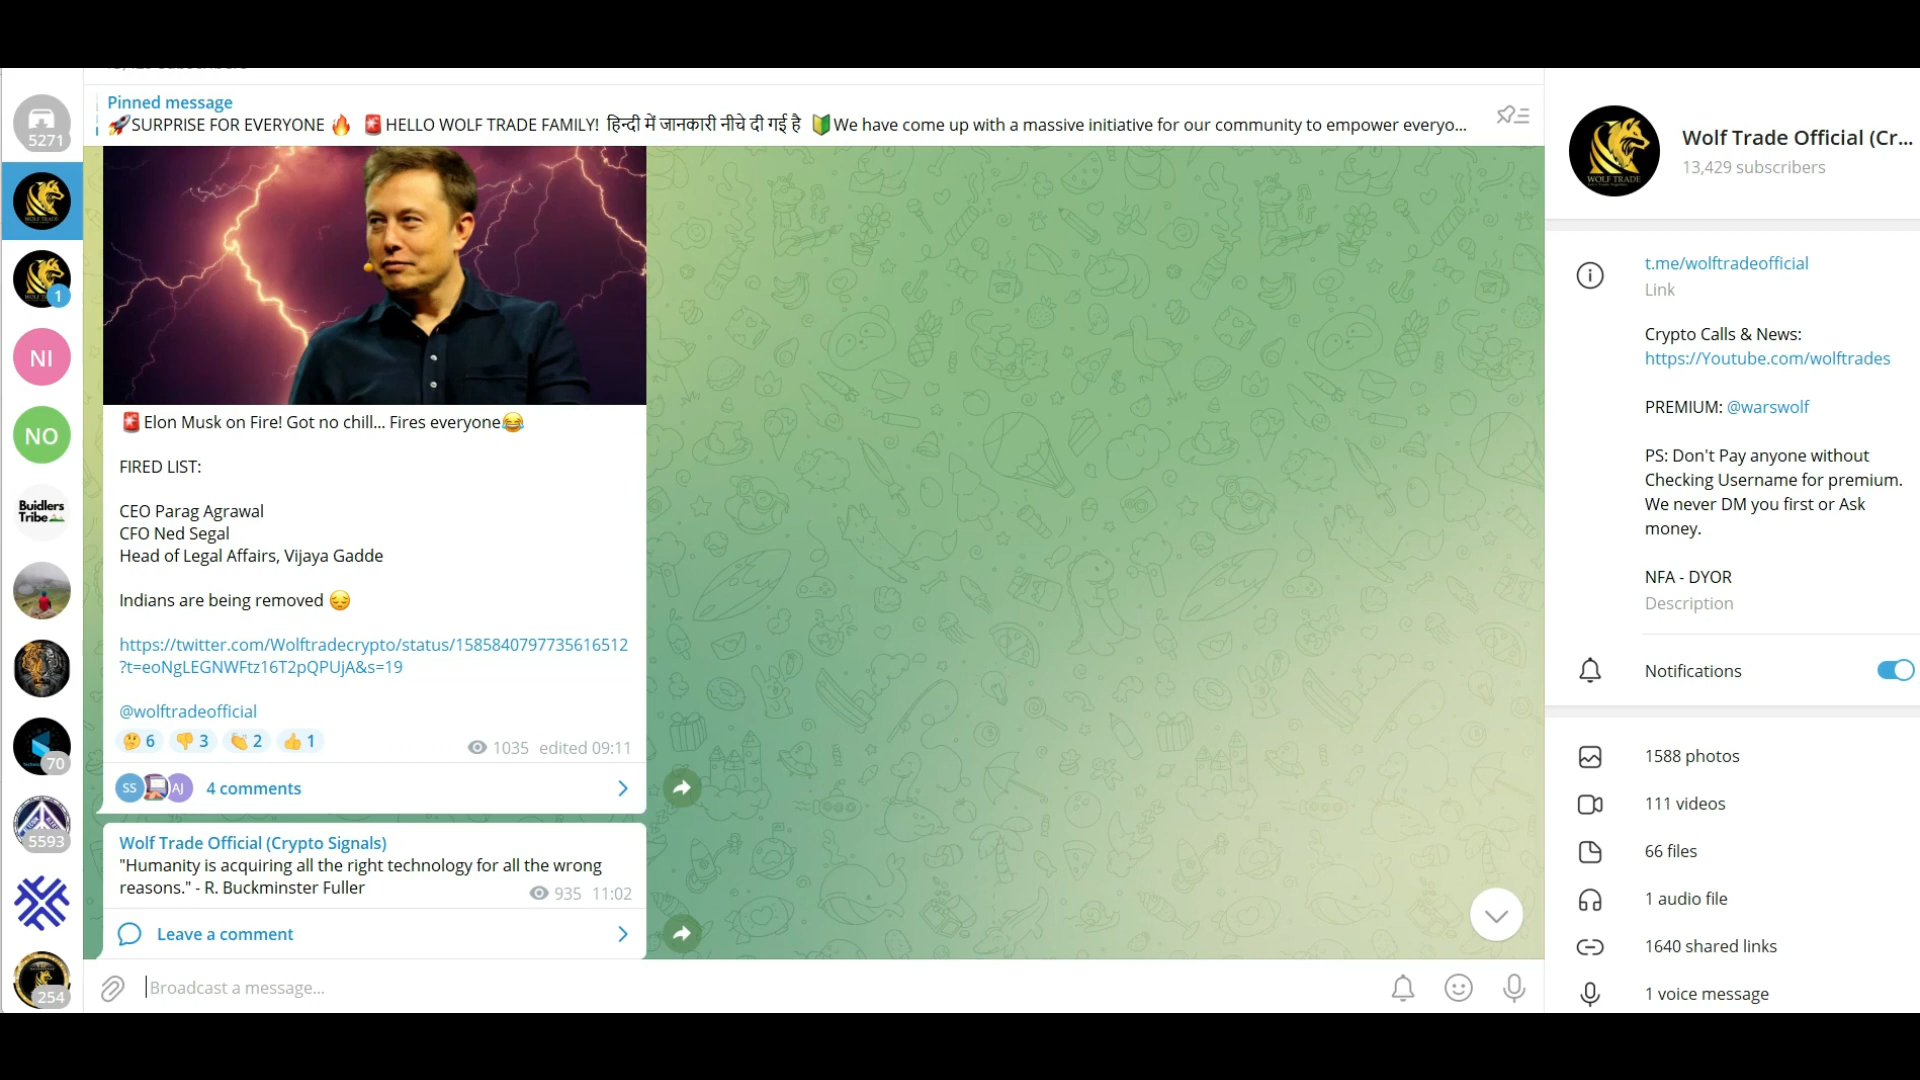 Pinned message
🚀SURPRISE FOR EVERYONE 🔥 🚨HELLO WOLF TRADE FAMILY! हिन्दी में जानकारी नीचे दी गई है 🔰We have come up with a massive initiative for our community to empower everyo...
5271
1
NI
NO
Buidlers
Tribe
70
5593
254
🚨Elon Musk on Fire! Got no chill... Fires everyone😂
FIRED LIST:
CEO Parag Agrawal
CFO Ned Segal
Head of Legal Affairs, Vijaya Gadde
Indians are being removed 😔
https://twitter.com/Wolftradecrypto/status/1585840797735616512
?t=eoNgLEGNWFtz16T2pQPUjA&s=19
@wolftradeofficial
🤔 6 👎 3 👏 2 👍 1 1035 edited 09:11
SS AJ 4 comments
Wolf Trade Official (Crypto Signals)
"Humanity is acquiring all the right technology for all the wrong
reasons." - R. Buckminster Fuller 935 11:02
Leave a comment
Broadcast a message...
WOLF TRADE
Wolf Trade Official (Cr...
13,429 subscribers
t.me/wolftradeofficial
Link
Crypto Calls & News:
https://Youtube.com/wolftrades
PREMIUM: @warswolf
PS: Don't Pay anyone without
Checking Username for premium.
We never DM you first or Ask
money.
NFA - DYOR
Description
Notifications
1588 photos
111 videos
66 files
1 audio file
1640 shared links
1 voice message